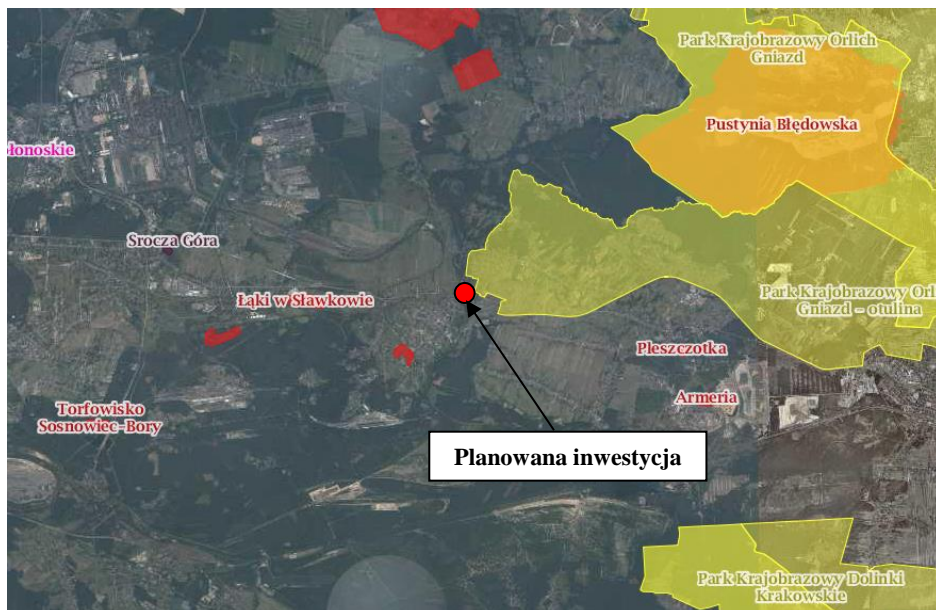 Park Krajobrazowy Orlich
Gniazd
Pustynia Błędowska
łonoskie
Srocza Góra
Łąki w Sławkowie
Park Krajobrazowy Orl
Gniazd - otulina
Pleszczotka
Armeria
Torfowisko
Sosnowiec-Bory
Planowana inwestycja
Park Krajobrazowy Dolinki
Krakowskie